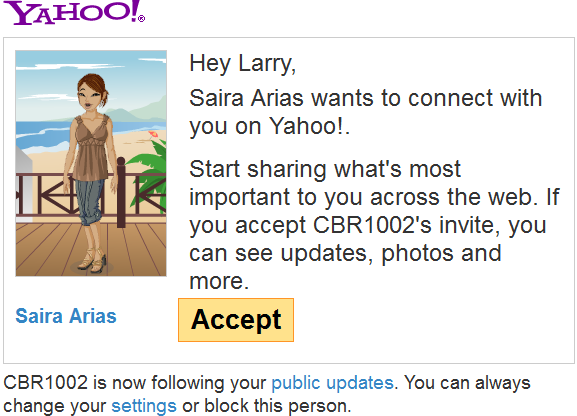 YAHOO!®
Hey Larry,
Saira Arias wants to connect with
you on Yahoo!.
Start sharing what's most
important to you across the web. If
you accept CBR1002's invite, you
can see updates, photos and
more.
Saira Arias
Accept
CBR1002 is now following your public updates. You can always
change your settings or block this person.